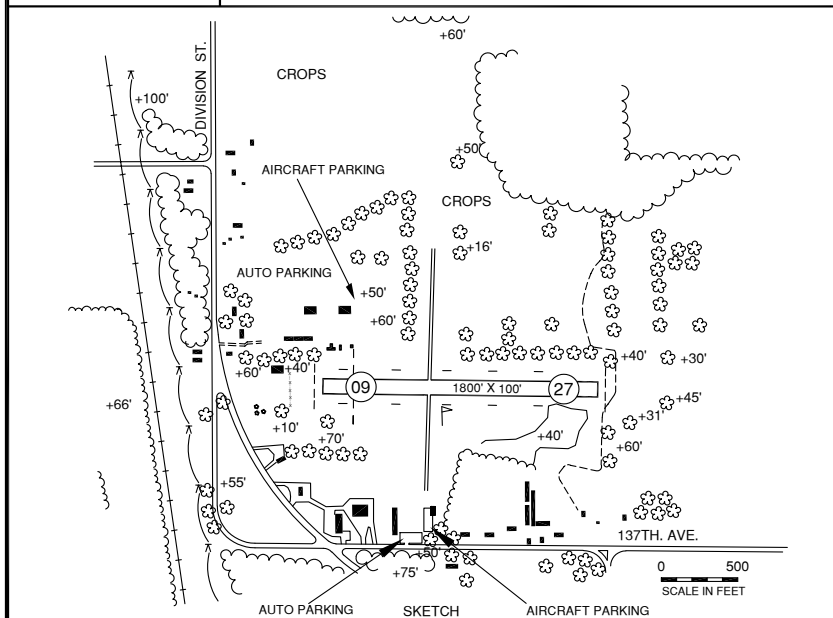 +60'
DIVISION ST.
CROPS
+100'
+50'
AIRCRAFT PARKING
CROPS
+16'
AUTO PARKING
+50'
+60'
+60'
+40'
+40'
+30'
09
1800' X 100'
27
+66'
+10'
+70'
+45'
+31'
+40'
+60'
+55'
137TH. AVE.
+50'
+75'
0
500
SCALE IN FEET
AUTO PARKING
SKETCH
AIRCRAFT PARKING